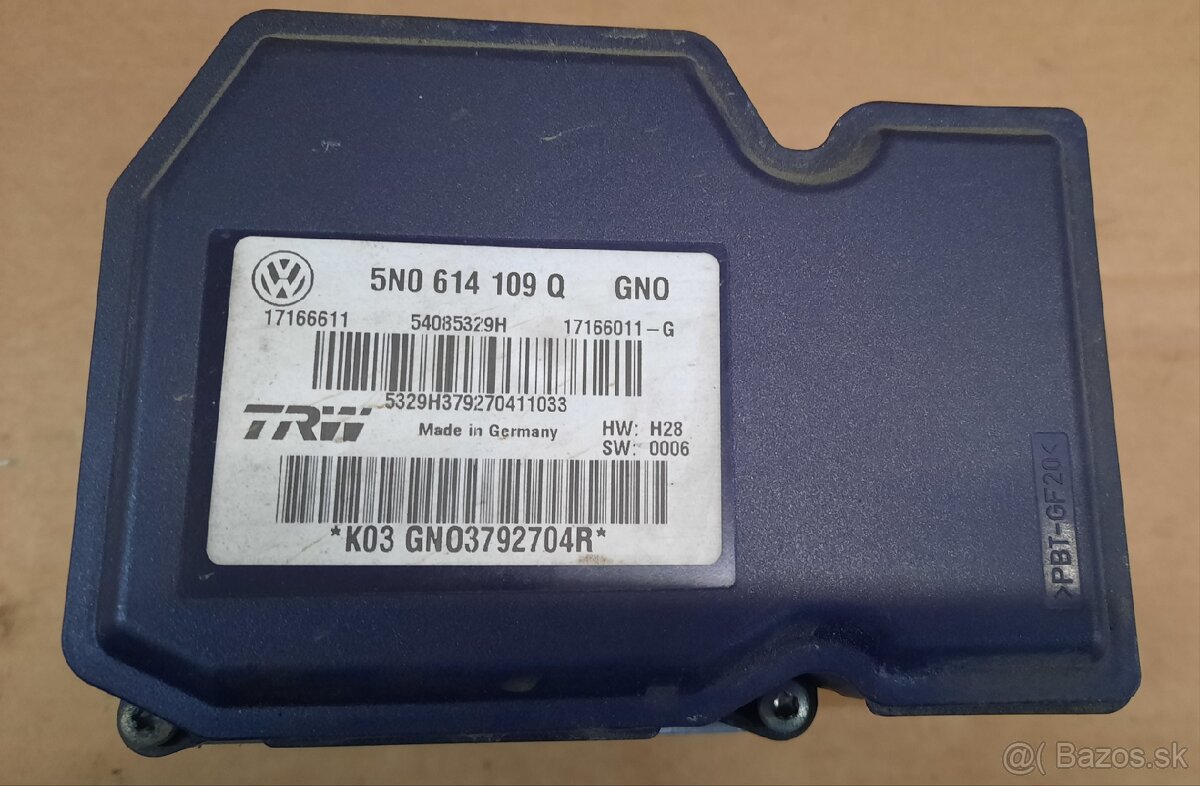 5N0 614 109 Q GNO
17166611 54085329H 17166011-G
5329H379270411033
TRW Made in Germany HW: H28
SW: 0006
*K03 GNO3792704R*
>PBT-GF20<
@( Bazos.sk